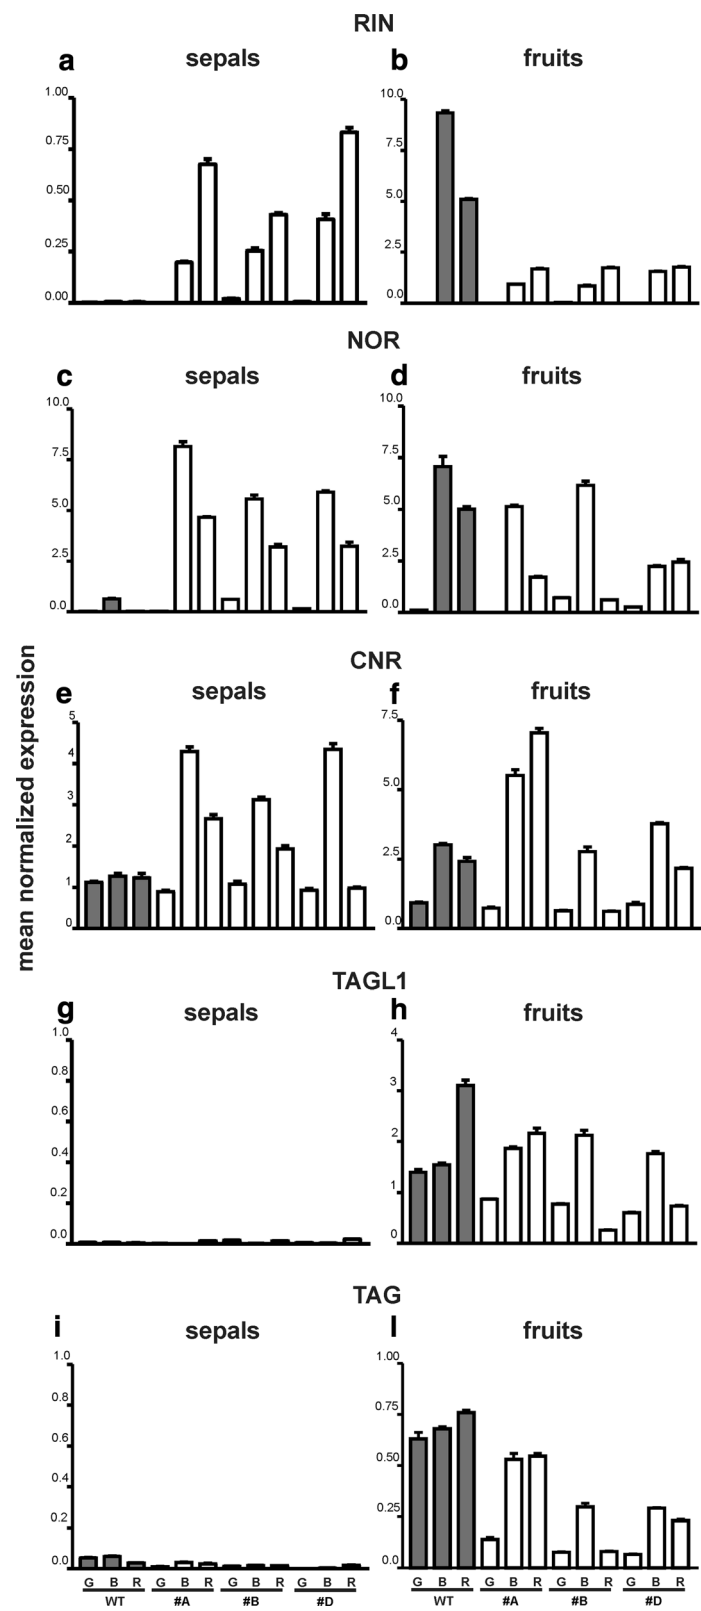 RIN
a sepals b fruits
1.00 10.0
0.75 7.5
0.50 5.0
0.25 2.5
0.00 0.0
NOR
c sepals d fruits
10.0 10.0
7.5 7.5
5.0 5.0
2.5 2.5
0.0 0.0
CNR
e sepals f fruits
5 7.5
4
3 5.0
2 2.5
1
0 0.0
mean normalized expression
TAGL1
g sepals h fruits
1.0 4
0.8 3
0.6
0.4 2
0.2 1
0.0 0
TAG
i sepals l fruits
1.0 1.00
0.8 0.75
0.6 0.50
0.4
0.2 0.25
0.0 0.00
G B R G B R G B R G B R G B R G B R G B R G B R
WT #A #B #D WT #A #B #D